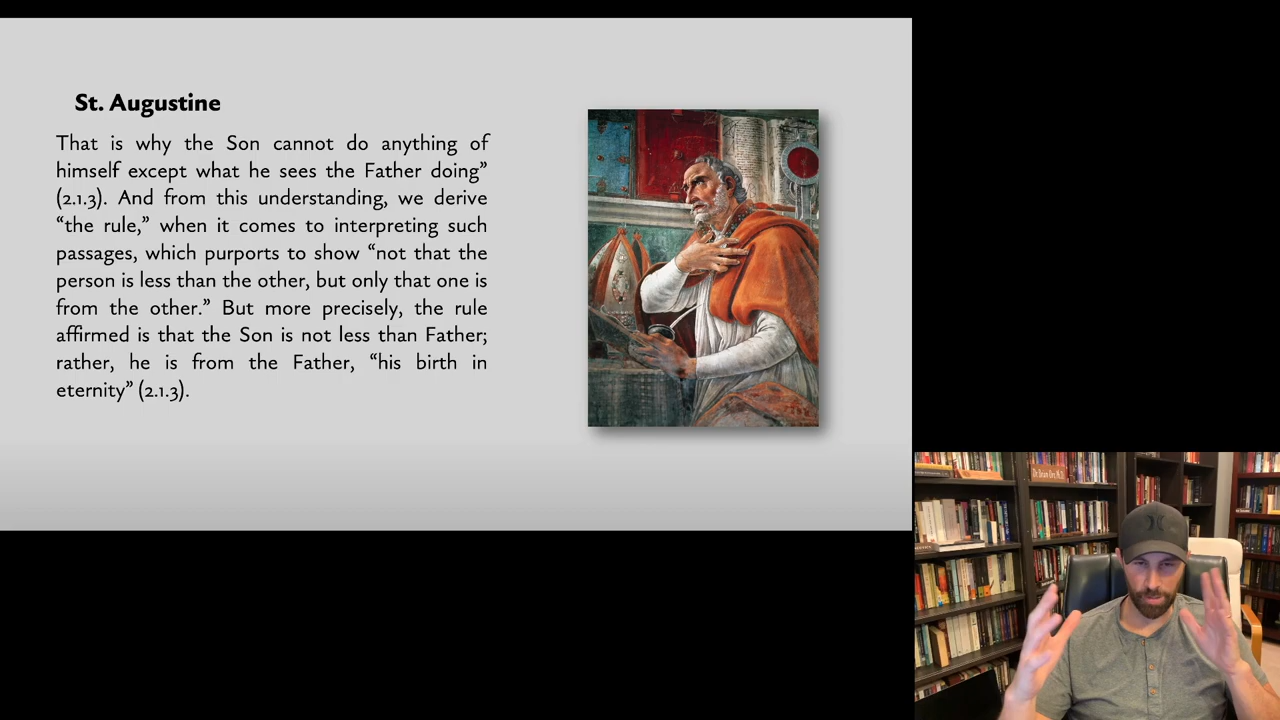 St. Augustine
That is why the Son cannot do anything of
himself except what he sees the Father doing”
(2.1.3). And from this understanding, we derive
“the rule,” when it comes to interpreting such
passages, which purports to show “not that the
person is less than the other, but only that one is
from the other.” But more precisely, the rule
affirmed is that the Son is not less than Father;
rather, he is from the Father, “his birth in
eternity” (2.1.3).